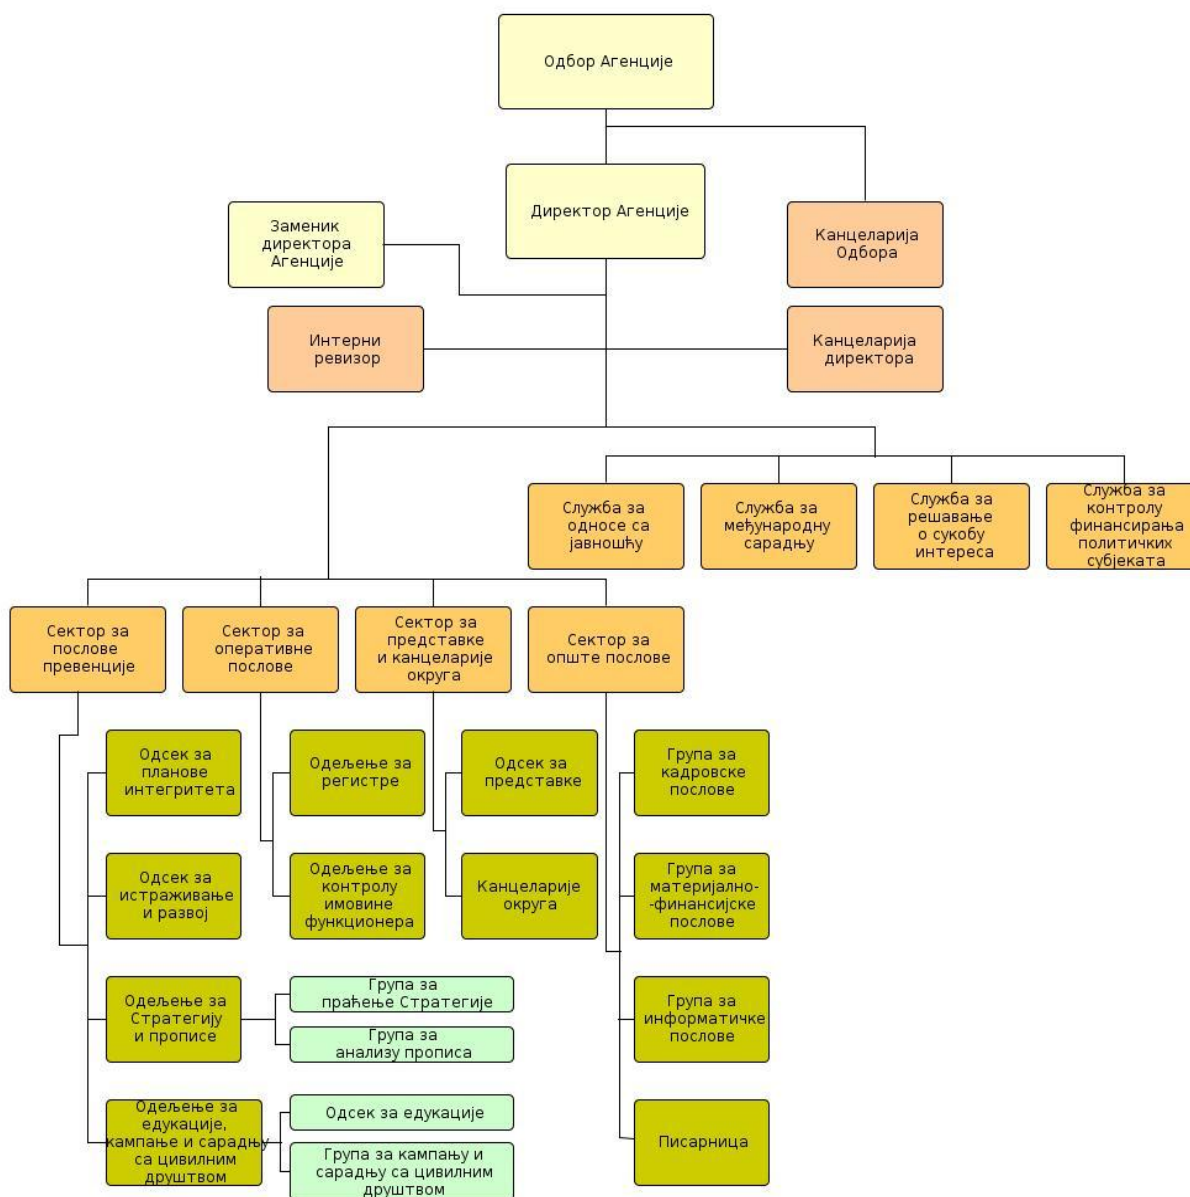 Одбор Агенције
Директор Агенције
Заменик
директора
Агенције
Канцеларија
Одбора
Интерни
ревизор
Канцеларија
директора
Служба за
односе са
јавношћу
Служба за
међународну
сарадњу
Служба за
решавање
о сукобу
интереса
Служба за
контролу
финансирања
политичких
субјеката
Сектор за
послове
превенције
Сектор за
оперативне
послове
Сектор за
представке
и канцеларије
округа
Сектор за
опште послове
Одсек за
планове
интегритета
Одељење за
регистре
Одсек за
представке
Група за
кадровске
послове
Одсек за
истраживање
и развој
Одељење за
контролу
имовине
функционера
Канцеларије
округа
Група за
материјално-
-финансијске
послове
Одељење за
Стратегију
и прописе
Група за
праћење Стратегије
Група за
анализу прописа
Група за
информатичке
послове
Одељење за
едукације,
кампање и сарадњу
са цивилним
друштвом
Одсек за едукације
Група за кампању и
сарадњу са цивилним
друштвом
Писарница